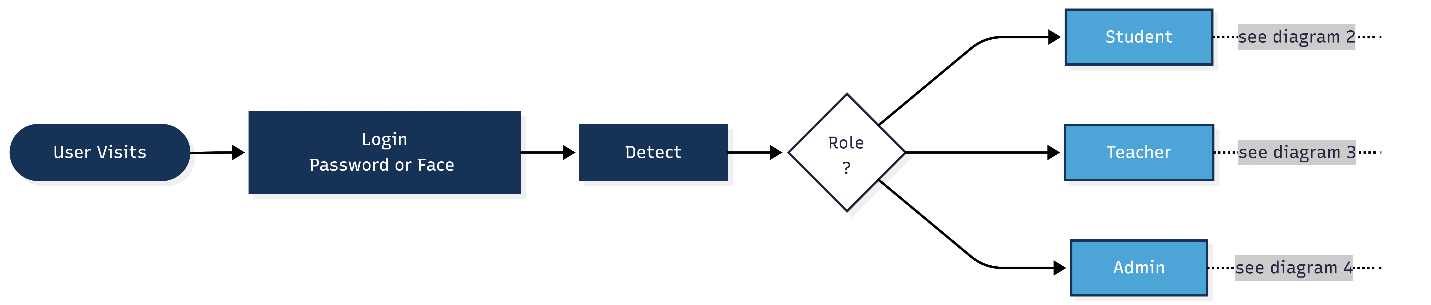 User Visits
Login
Password or Face
Detect
Role
?
Student
see diagram 2
Teacher
see diagram 3
Admin
see diagram 4